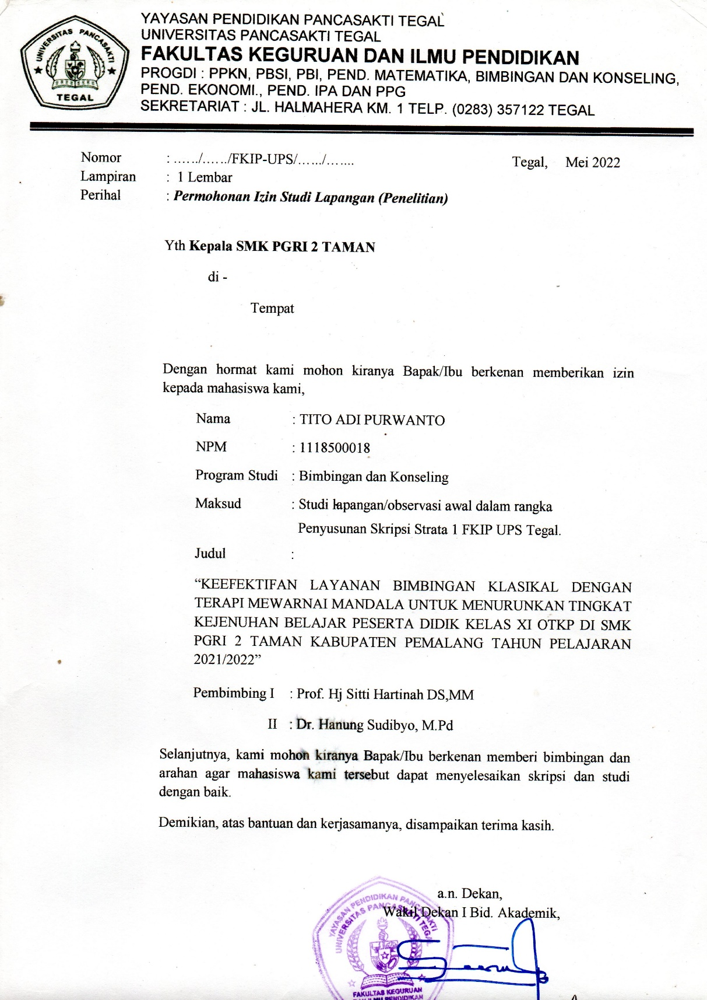 UNIVERSITAS PANCASAKTI
TEGAL
YAYASAN PENDIDIKAN PANCASAKTI TEGAL
UNIVERSITAS PANCASAKTI TEGAL
FAKULTAS KEGURUAN DAN ILMU PENDIDIKAN
PROGDI : PPKN, PBSI, PBI, PEND. MATEMATIKA, BIMBINGAN DAN KONSELING,
PEND. EKONOMI., PEND. IPA DAN PPG
SEKRETARIAT : JL. HALMAHERA KM. 1 TELP. (0283) 357122 TEGAL
Nomor : ....../....../FKIP-UPS/....../....... Tegal, Mei 2022
Lampiran : 1 Lembar
Perihal : Permohonan Izin Studi Lapangan (Penelitian)
Yth Kepala SMK PGRI 2 TAMAN
di -
Tempat
Dengan hormat kami mohon kiranya Bapak/Ibu berkenan memberikan izin
kepada mahasiswa kami,
Nama : TITO ADI PURWANTO
NPM : 1118500018
Program Studi : Bimbingan dan Konseling
Maksud : Studi lapangan/observasi awal dalam rangka
Penyusunan Skripsi Strata 1 FKIP UPS Tegal.
Judul :
“KEEFEKTIFAN LAYANAN BIMBINGAN KLASIKAL DENGAN
TERAPI MEWARNAI MANDALA UNTUK MENURUNKAN TINGKAT
KEJENUHAN BELAJAR PESERTA DIDIK KELAS XI OTKP DI SMK
PGRI 2 TAMAN KABUPATEN PEMALANG TAHUN PELAJARAN
2021/2022”
Pembimbing I : Prof. Hj Sitti Hartinah DS,MM
II : Dr. Hanung Sudibyo, M.Pd
Selanjutnya, kami mohon kiranya Bapak/Ibu berkenan memberi bimbingan dan
arahan agar mahasiswa kami tersebut dapat menyelesaikan skripsi dan studi
dengan baik.
Demikian, atas bantuan dan kerjasamanya, disampaikan terima kasih.
a.n. Dekan,
Wakil Dekan I Bid. Akademik,
YAYASAN PENDIDIKAN PANCASAKTI
UNIVERSITAS PANCASAKTI TEGAL
FAKULTAS KEGURUAN
DAN ILMU PENDIDIKAN